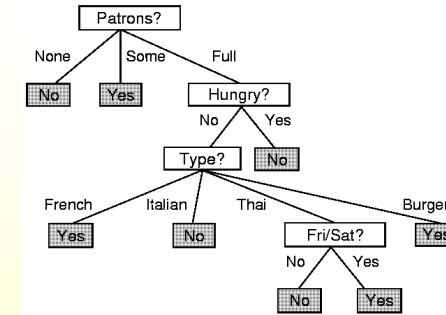 Patrons?
None Some Full
No Yes Hungry?
No Yes
Type? No
French Italian Thai Burger
Yes No Fri/Sat? Yes
No Yes
No Yes